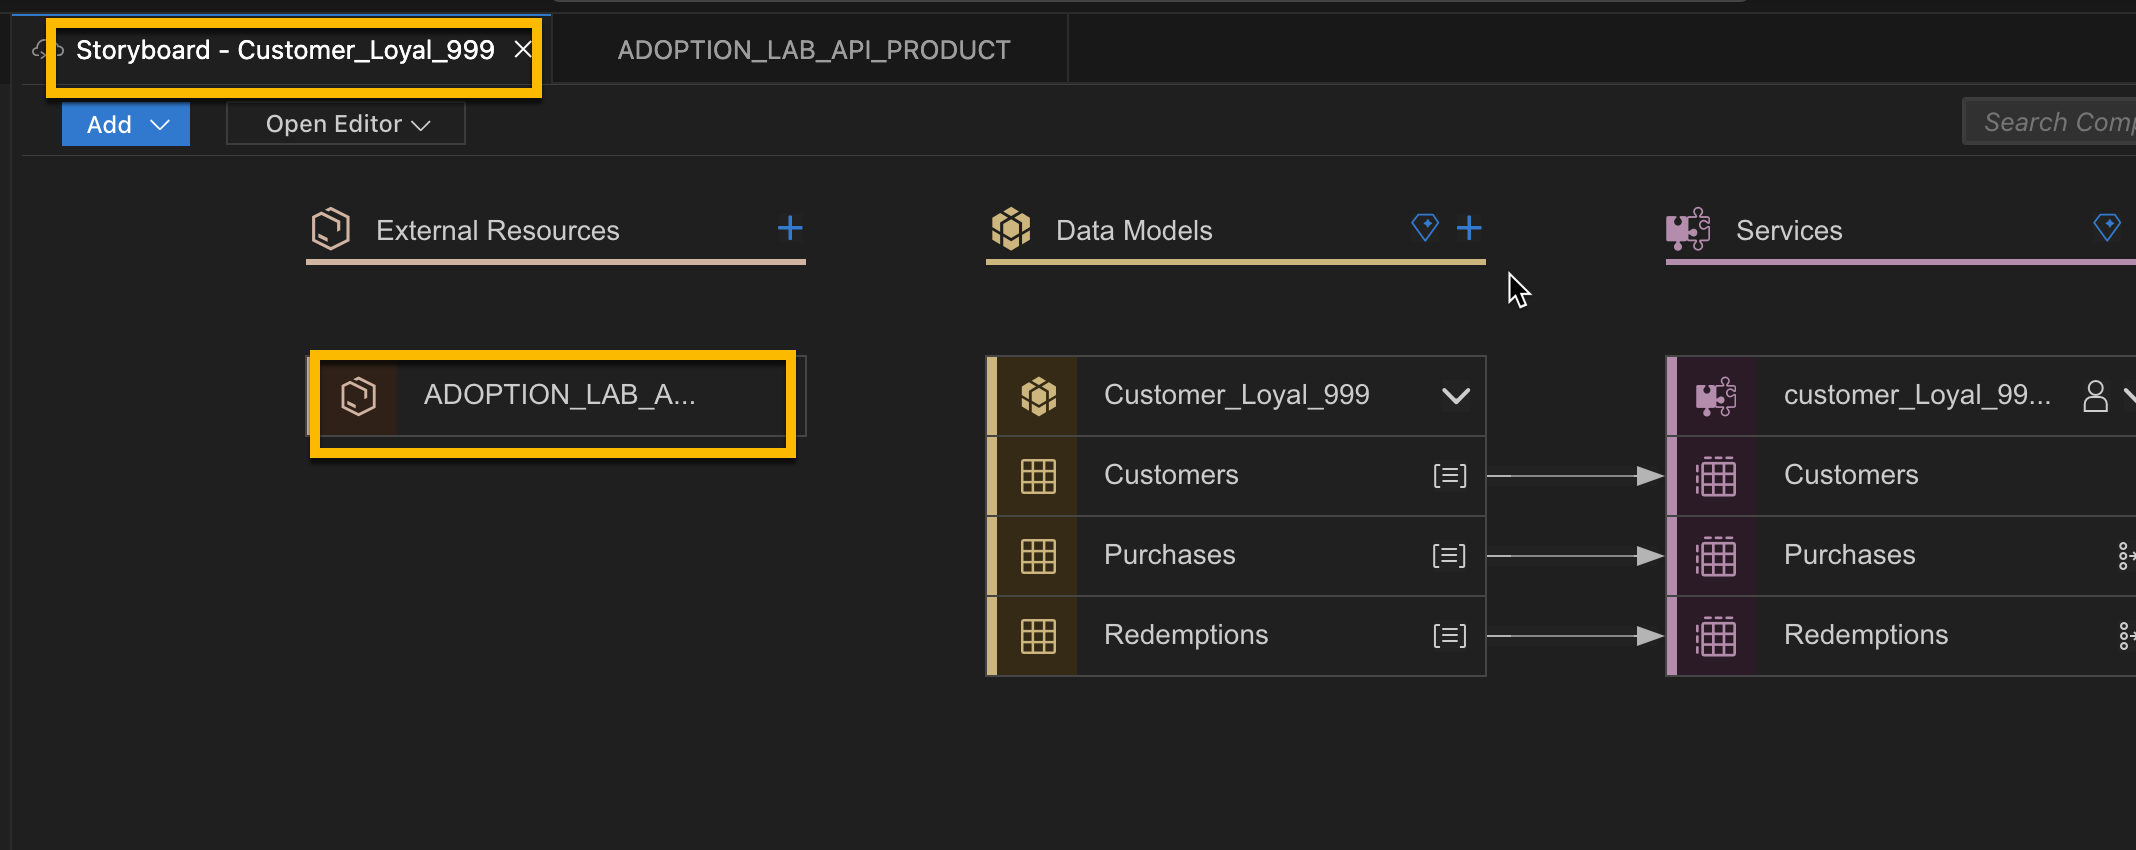 Storyboard - Customer_Loyal_999
ADOPTION_LAB_API_PRODUCT
Add
Open Editor
Search Comp
External Resources
Data Models
Services
ADOPTION_LAB_A...
Customer_Loyal_999
customer_Loyal_99...
Customers
Customers
Purchases
Purchases
Redemptions
Redemptions